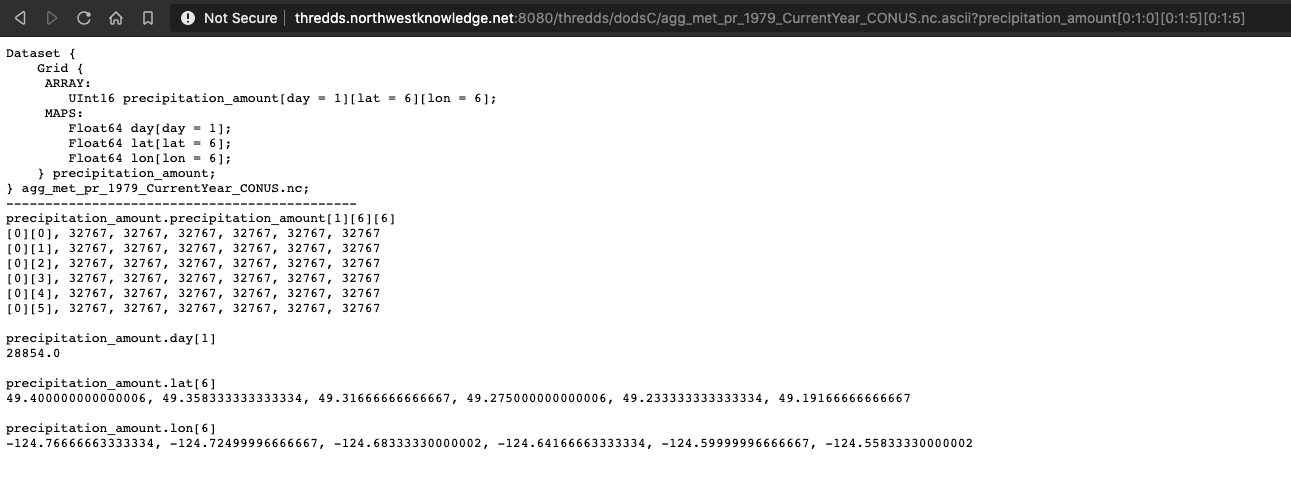 Not Secure | thredds.northwestknowledge.net:8080/thredds/dodsC/agg_met_pr_1979_CurrentYear_CONUS.nc.ascii?precipitation_amount[0:1:0][0:1:5][0:1:5]
Dataset {
Grid {
ARRAY:
UInt16 precipitation_amount[day = 1][lat = 6][lon = 6];
MAPS:
Float64 day[day = 1];
Float64 lat[lat = 6];
Float64 lon[lon = 6];
} precipitation_amount;
} agg_met_pr_1979_CurrentYear_CONUS.nc;
---------------------------------------------
precipitation_amount.precipitation_amount[1][6][6]
[0][0], 32767, 32767, 32767, 32767, 32767, 32767
[0][1], 32767, 32767, 32767, 32767, 32767, 32767
[0][2], 32767, 32767, 32767, 32767, 32767, 32767
[0][3], 32767, 32767, 32767, 32767, 32767, 32767
[0][4], 32767, 32767, 32767, 32767, 32767, 32767
[0][5], 32767, 32767, 32767, 32767, 32767, 32767
precipitation_amount.day[1]
28854.0
precipitation_amount.lat[6]
49.400000000000006, 49.358333333333334, 49.31666666666667, 49.275000000000006, 49.233333333333334, 49.19166666666667
precipitation_amount.lon[6]
-124.76666663333334, -124.72499996666667, -124.68333330000002, -124.64166663333334, -124.59999996666667, -124.55833330000002